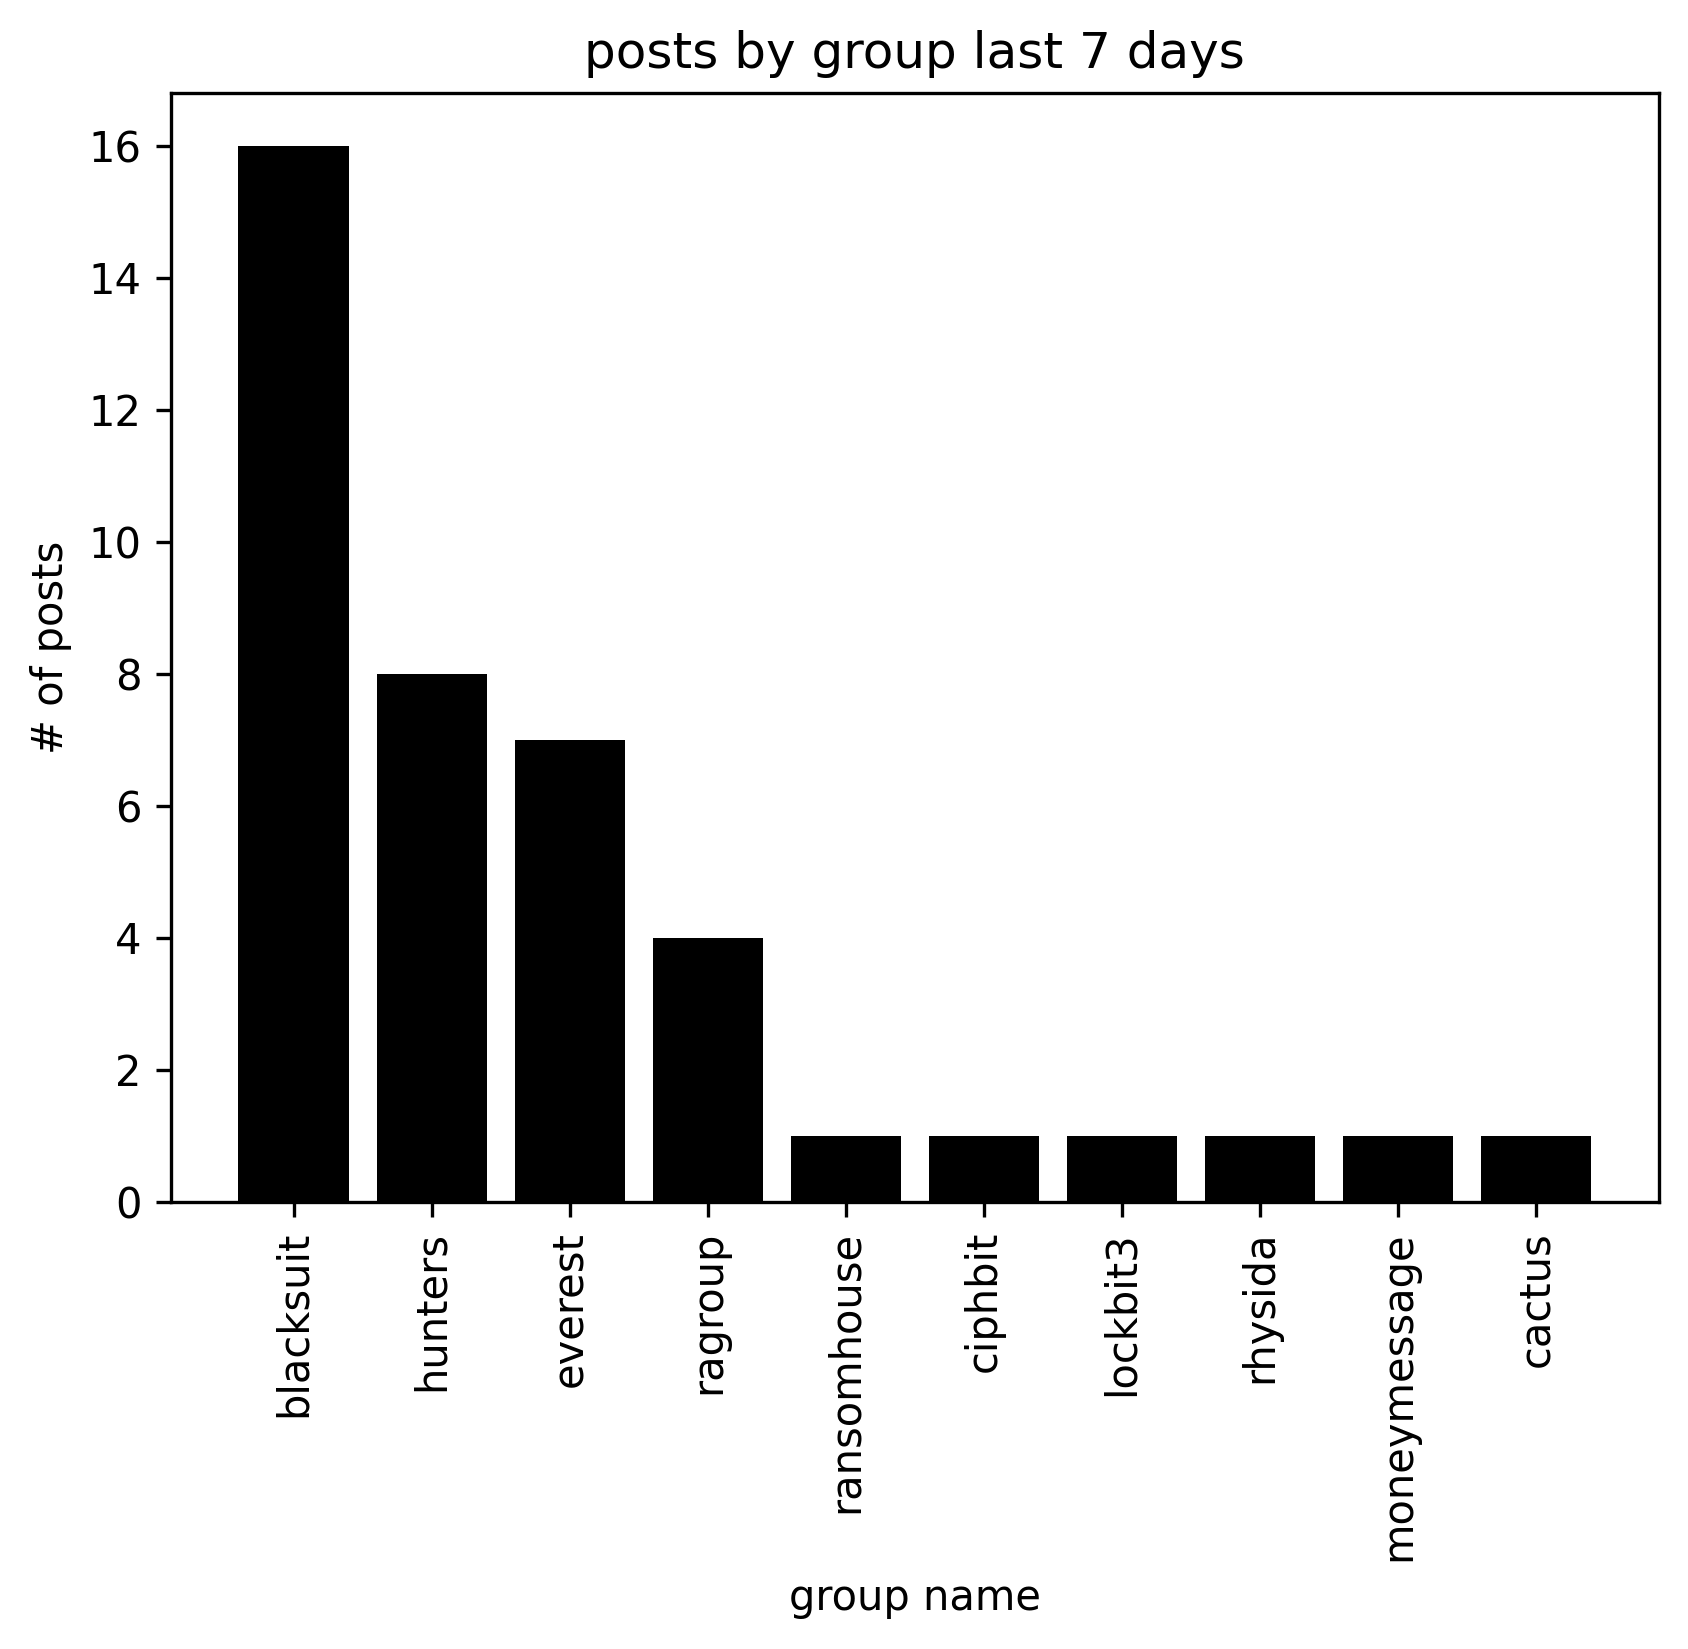 posts by group last 7 days
# of posts
16
14
12
10
8
6
4
2
0
blacksuit
hunters
everest
ragroup
ransomhouse
ciphbit
lockbit3
rhysida
moneymessage
cactus
group name